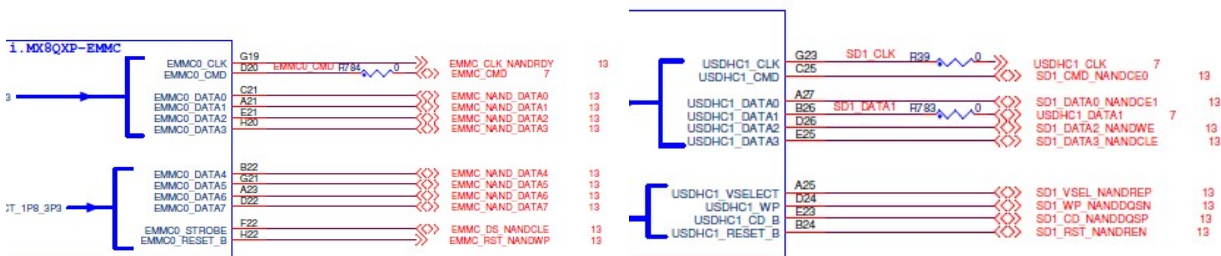 i.MX8QXP-EMMC
EMMC0_CLK G19 EMMC_CLK_NANDRDY 13
EMMC0_CMD D20 EMMC0_CMD R784 0 EMMC_CMD 7
EMMC0_DATA0 C21 EMMC_NAND_DATA0 13
EMMC0_DATA1 A21 EMMC_NAND_DATA1 13
EMMC0_DATA2 E21 EMMC_NAND_DATA2 13
EMMC0_DATA3 H20 EMMC_NAND_DATA3 13
3
EMMC0_DATA4 B22 EMMC_NAND_DATA4 13
EMMC0_DATA5 G21 EMMC_NAND_DATA5 13
EMMC0_DATA6 A23 EMMC_NAND_DATA6 13
EMMC0_DATA7 D22 EMMC_NAND_DATA7 13
CT_1P8_3P3
EMMC0_STROBE F22 EMMC_DS_NANDCLE 13
EMMC0_RESET_B H22 EMMC_RST_NANDWP 13
USDHC1_CLK G23 SD1_CLK R39 0 USDHC1_CLK 7
USDHC1_CMD C25 SD1_CMD_NANDCE0 13
USDHC1_DATA0 A27 SD1_DATA0_NANDCE1 13
USDHC1_DATA1 B26 SD1_DATA1 R783 0 USDHC1_DATA1 7
USDHC1_DATA2 D26 SD1_DATA2_NANDWE 13
USDHC1_DATA3 E25 SD1_DATA3_NANDCLE 13
USDHC1_VSELECT A25 SD1_VSEL_NANDREP 13
USDHC1_WP D24 SD1_WP_NANDDQSN 13
USDHC1_CD_B E23 SD1_CD_NANDDQSP 13
USDHC1_RESET_B B24 SD1_RST_NANDREN 13